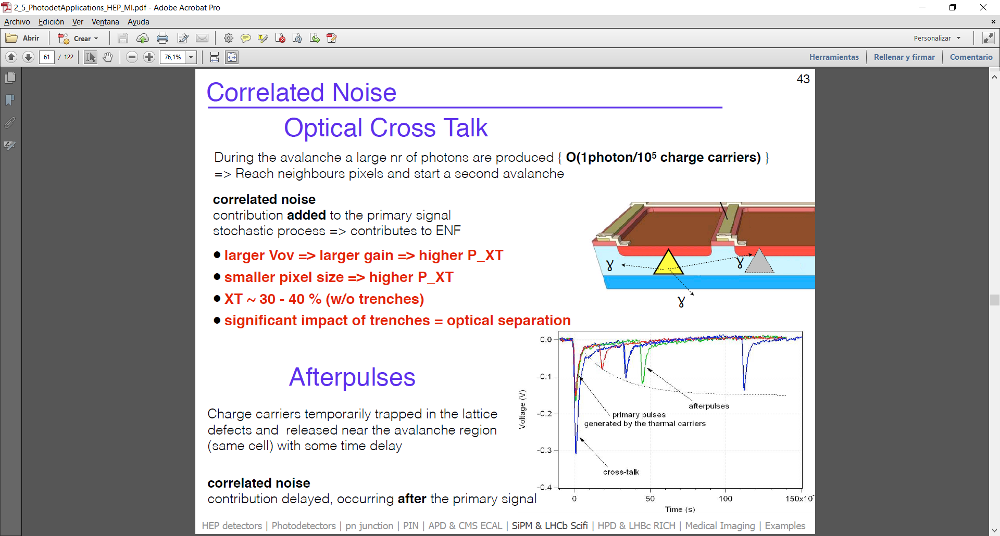 2_5_PhotodetApplications_HEP_MI.pdf - Adobe Acrobat Pro
Archivo Edición Ver Ventana Ayuda
Abrir Crear Personalizar
61 / 122 76,1% Herramientas Rellenar y firmar Comentario
43
Correlated Noise
Optical Cross Talk
During the avalanche a large nr of photons are produced { O(1photon/10⁵ charge carriers) }
=> Reach neighbours pixels and start a second avalanche
correlated noise
contribution added to the primary signal
stochastic process => contributes to ENF
• larger Vov => larger gain => higher P_XT
• smaller pixel size => higher P_XT
• XT ~ 30 - 40 % (w/o trenches)
• significant impact of trenches = optical separation
γ
γ
γ
Afterpulses
Charge carriers temporarily trapped in the lattice
defects and released near the avalanche region
(same cell) with some time delay
correlated noise
contribution delayed, occurring after the primary signal
0.0
-0.1
-0.2
-0.3
-0.4
Voltage (V)
afterpulses
primary pulses
generated by the thermal carriers
cross-talk
0 50 100 150x10⁻
Time (s)
HEP detectors | Photodetectors | pn junction | PIN | APD & CMS ECAL | SiPM & LHCb Scifi | HPD & LHBc RICH | Medical Imaging | Examples